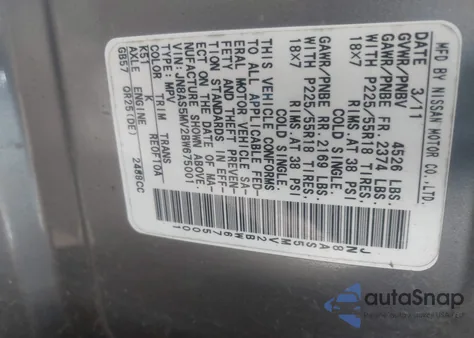 MFD BY NISSAN MOTOR CO.,LTD.
DATE 3/11
GVWR/PNBV 4526 LBS
GAWR/PNBE FR. 2374 LBS.
WITH P225/55R18 TIRES,
18X7 RIMS AT 38 PSI
COLD SINGLE.
GAWR/PNBE RR. 2169 LBS.
WITH P225/55R18 TIRES,
18X7 RIMS AT 38 PSI
COLD SINGLE.
THIS VEHICLE CONFORMS
TO ALL APPLICABLE FED-
ERAL MOTOR VEHICLE SA-
FETY AND THEFT PREVEN-
TION STANDARDS IN EFF-
ECT ON THE DATE OF MA-
NUFACTURE SHOWN ABOVE.
VIN:JN8AS5MV2BW675001
TYPE: MPV
COLOR TRIM TRANS
K51 K RE0F10A
AXLE ENGINE
GB57 QR25(DE) 2488CC
JN8AS5MV2BW675001
autoSnap